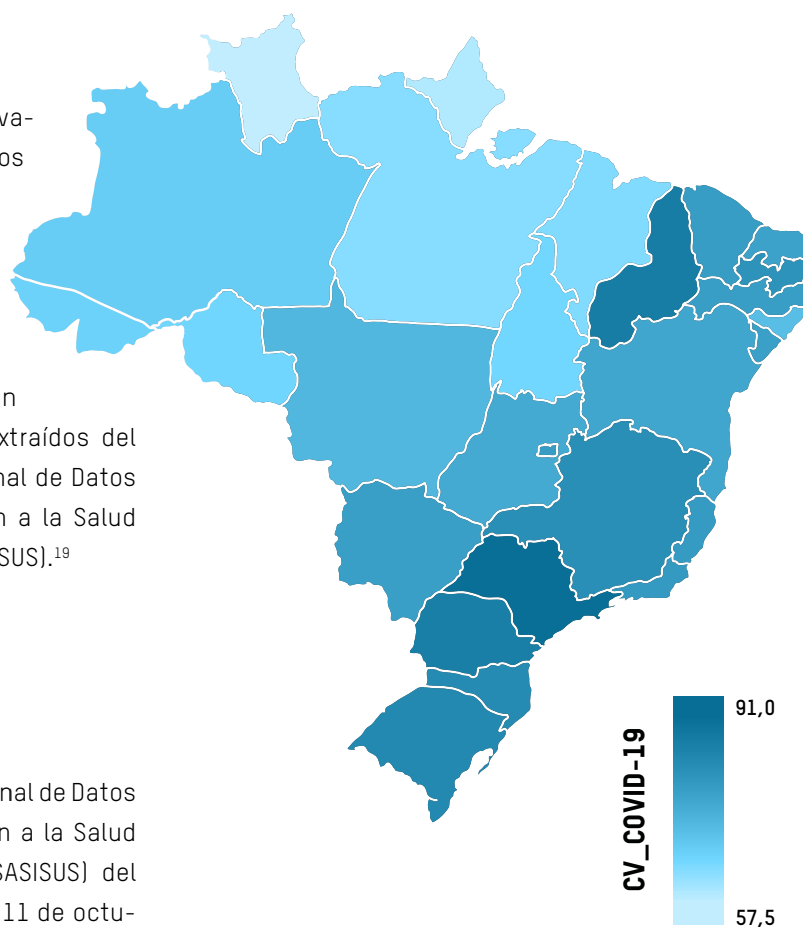 va-
os
n
xtraídos del
nal de Datos
n a la Salud
SUS).¹⁹
nal de Datos
n a la Salud
SASISUS) del
11 de octu-
CV_COVID-19
91,0
57,5